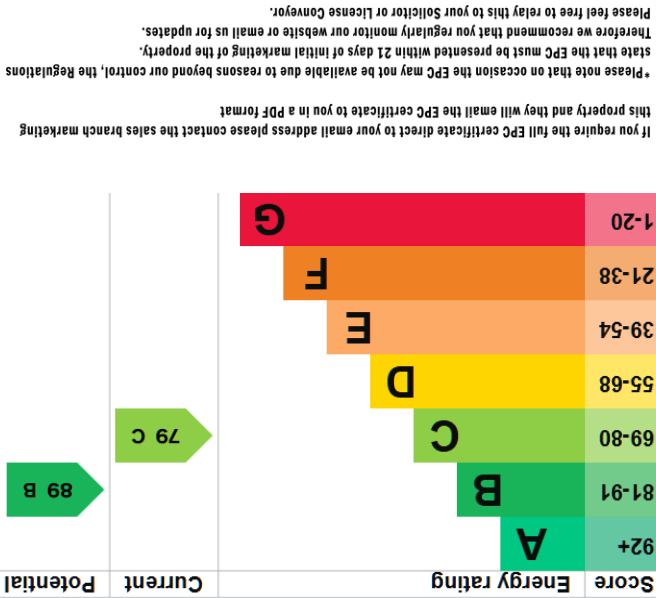 Score Energy rating Current Potential
92+ A
81-91 B 89 B
69-80 C 79 C
55-68 D
39-54 E
21-38 F
1-20 G
If you require the full EPC certificate direct to your email address please contact the sales branch marketing
this property and they will email the EPC certificate to you in a PDF format
*Please note that on occasion the EPC may not be available due to reasons beyond our control, the Regulations
state that the EPC must be presented within 21 days of initial marketing of the property.
Therefore we recommend that you regularly monitor our website or email us for updates.
Please feel free to relay this to your Solicitor or License Conveyor.